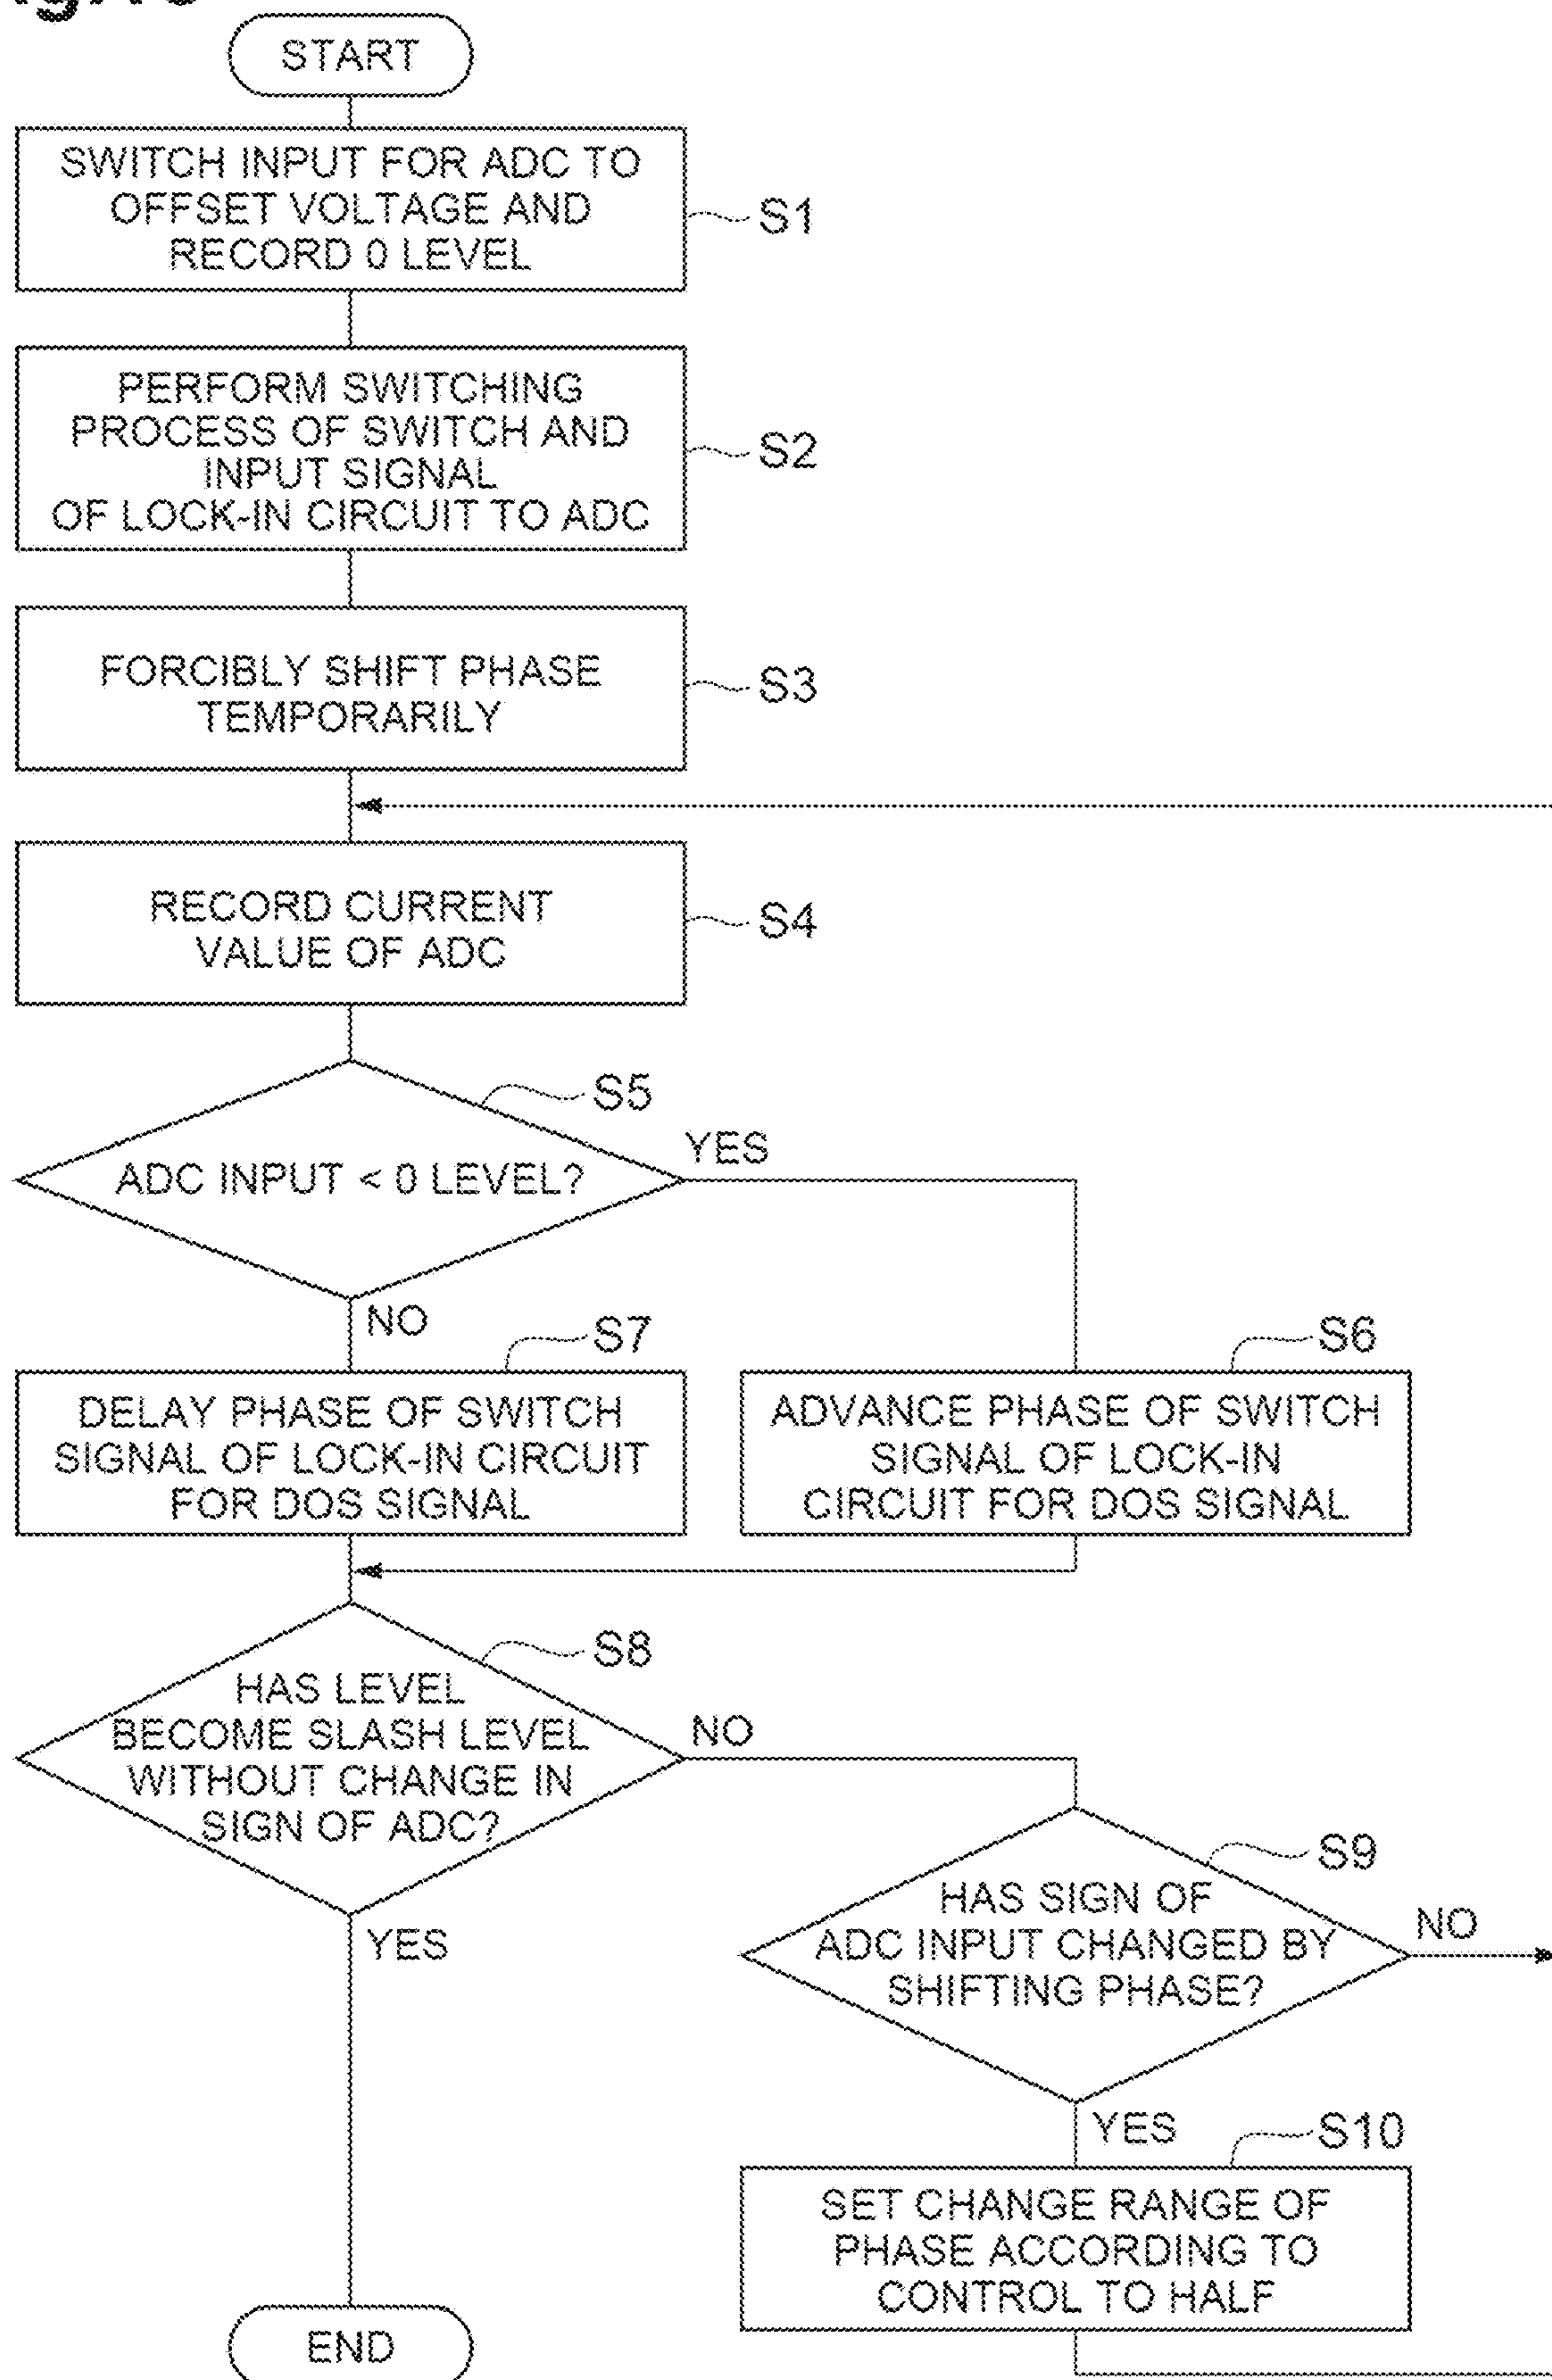 START
SWITCH INPUT FOR ADC TO
OFFSET VOLTAGE AND
RECORD 0 LEVEL
S1
PERFORM SWITCHING
PROCESS OF SWITCH AND
INPUT SIGNAL
OF LOCK-IN CIRCUIT TO ADC
S2
FORCIBLY SHIFT PHASE
TEMPORARILY
S3
RECORD CURRENT
VALUE OF ADC
S4
S5
ADC INPUT < 0 LEVEL?
YES
NO
S7
DELAY PHASE OF SWITCH
SIGNAL OF LOCK-IN CIRCUIT
FOR DOS SIGNAL
S6
ADVANCE PHASE OF SWITCH
SIGNAL OF LOCK-IN
CIRCUIT FOR DOS SIGNAL
S8
HAS LEVEL
BECOME SLASH LEVEL
WITHOUT CHANGE IN
SIGN OF ADC?
NO
YES
S9
HAS SIGN OF
ADC INPUT CHANGED BY
SHIFTING PHASE?
NO
YES
S10
SET CHANGE RANGE OF
PHASE ACCORDING TO
CONTROL TO HALF
END